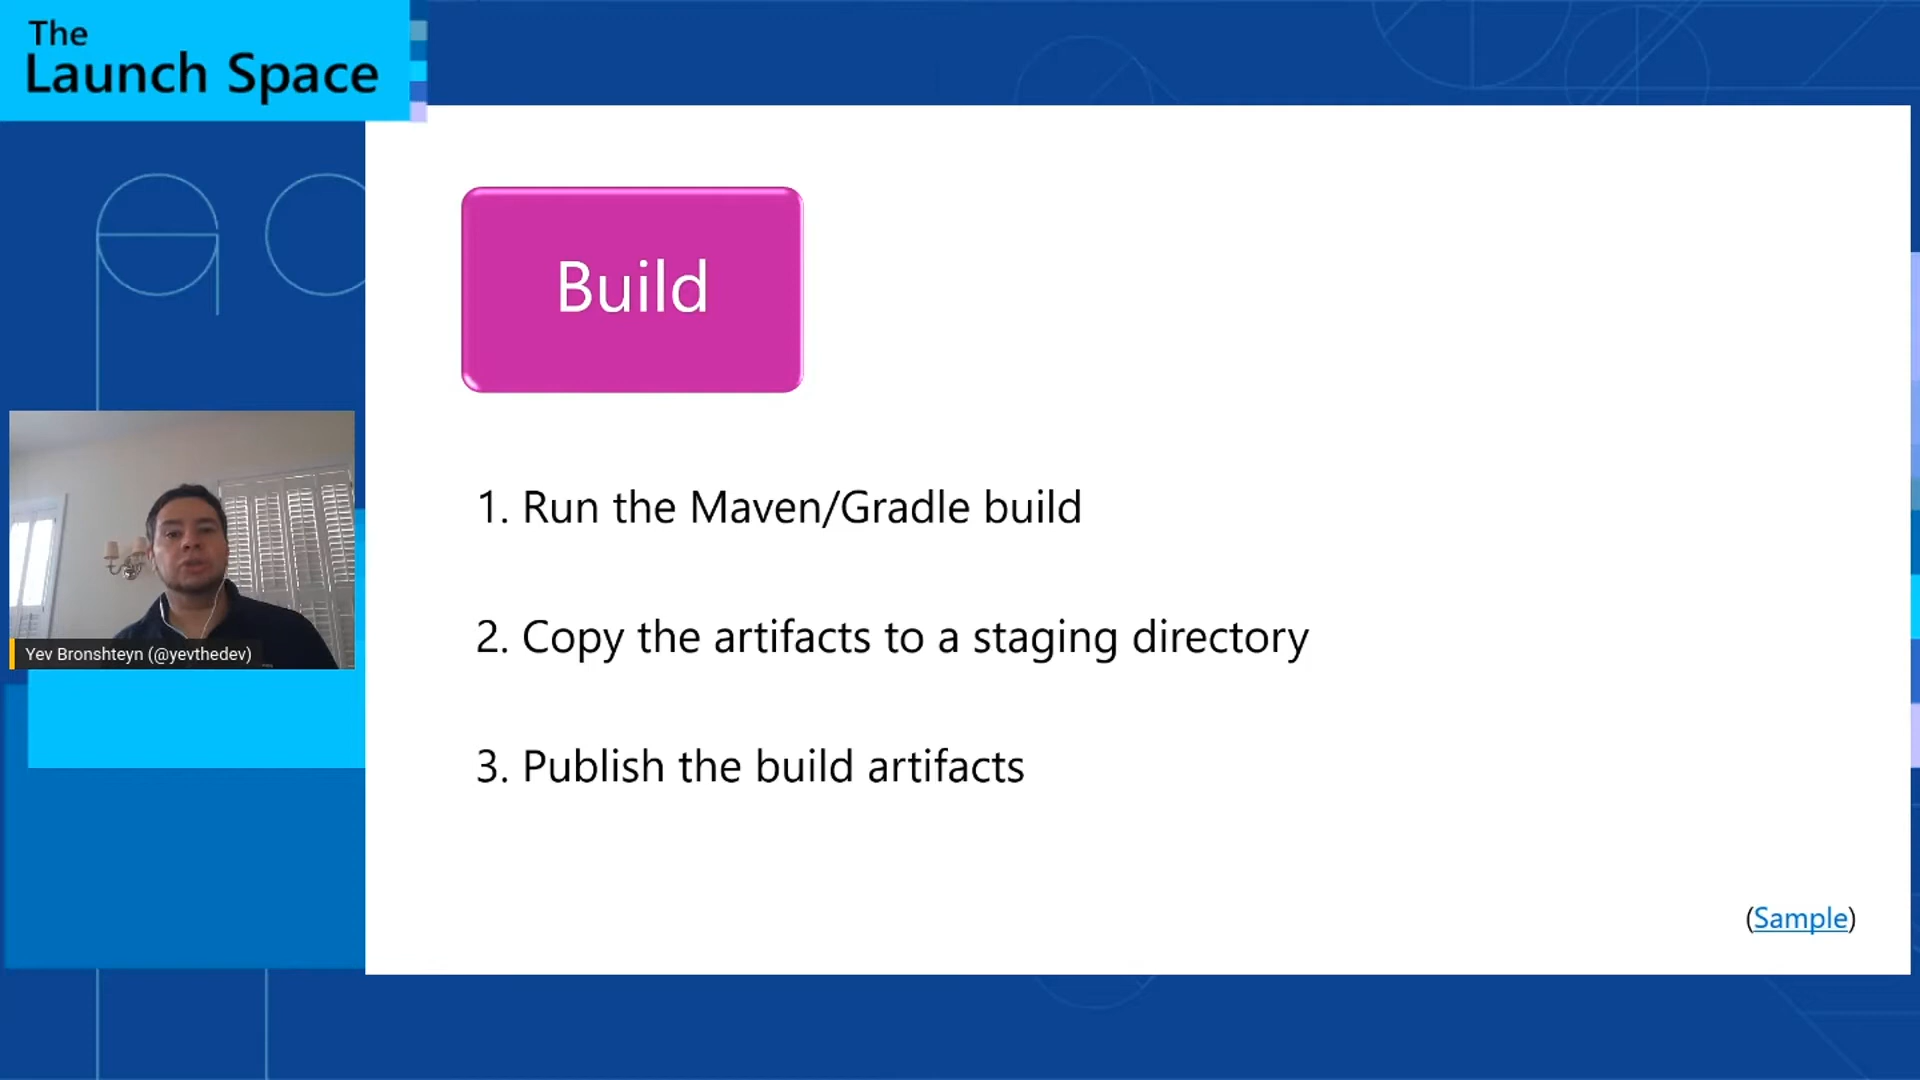 The
Launch Space
Build
1. Run the Maven/Gradle build
2. Copy the artifacts to a staging directory
3. Publish the build artifacts
Yev Bronshteyn (@yevthedev)
(Sample)